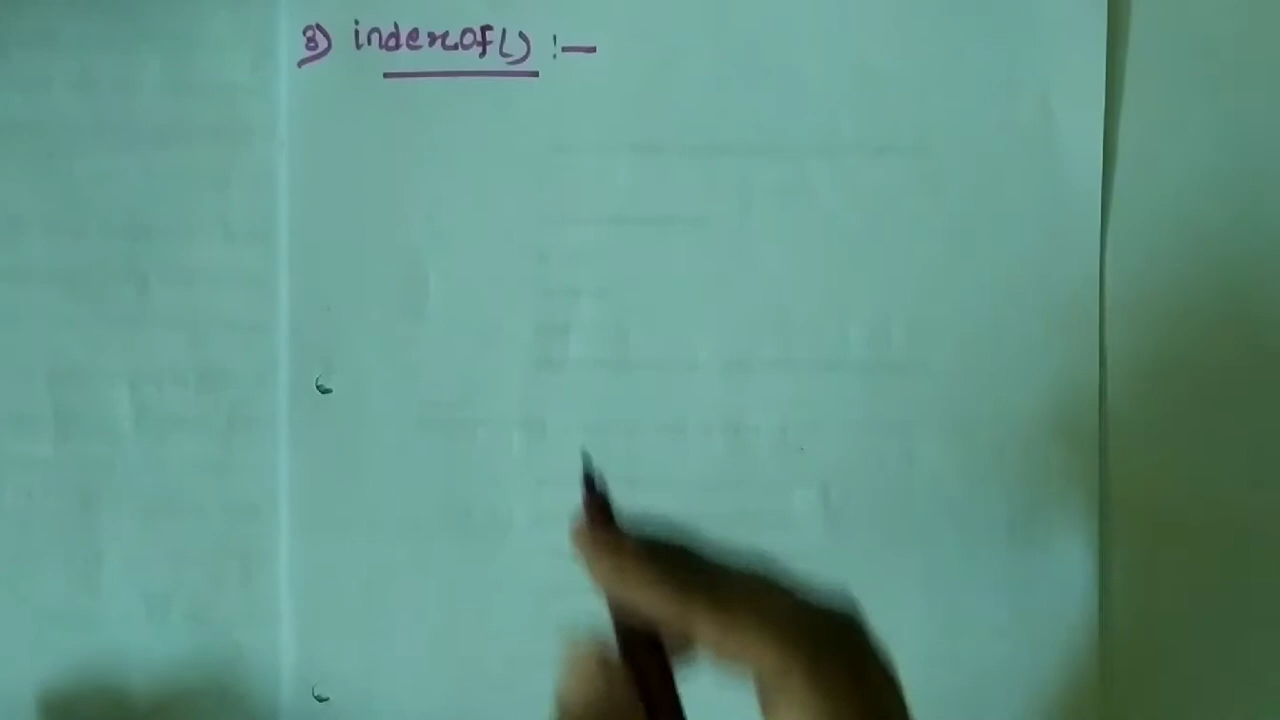 8) indexof() :-